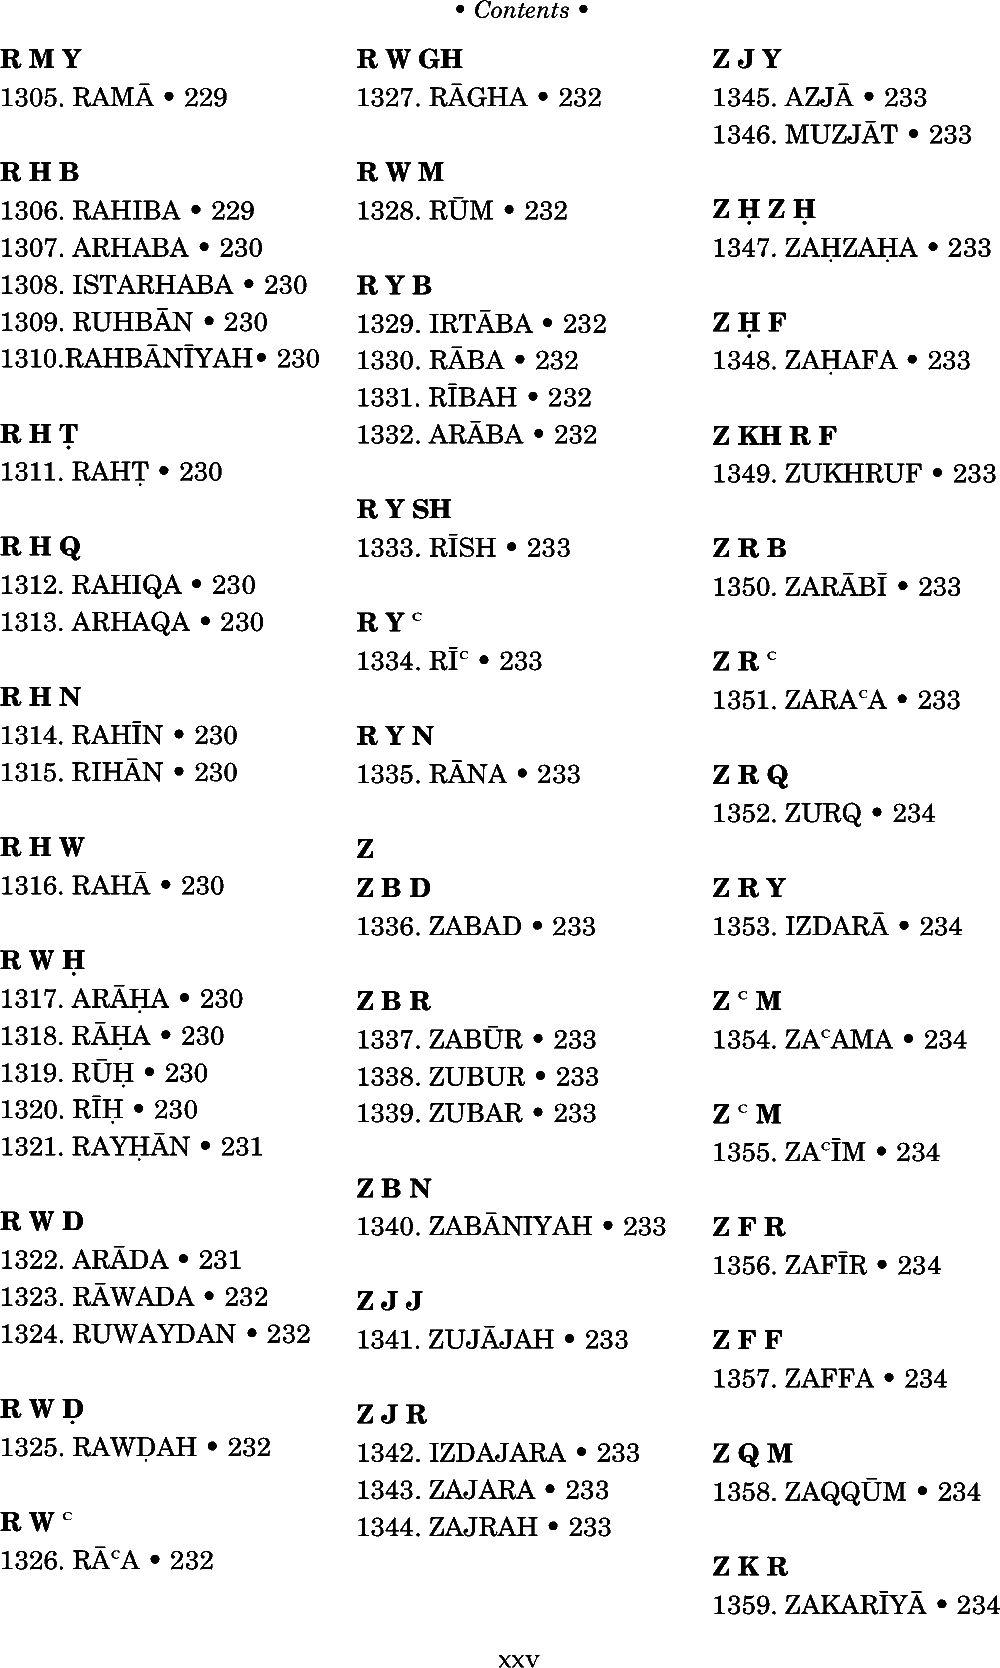 • Contents •
R M Y
1305. RAMĀ • 229
R H B
1306. RAHIBA • 229
1307. ARHABA • 230
1308. ISTARHABA • 230
1309. RUHBĀN • 230
1310.RAHBĀNĪYAH• 230
R H Ṭ
1311. RAHṬ • 230
R H Q
1312. RAHIQA • 230
1313. ARHAQA • 230
R H N
1314. RAHĪN • 230
1315. RIHĀN • 230
R H W
1316. RAHĀ • 230
R W Ḥ
1317. ARĀḤA • 230
1318. RĀḤA • 230
1319. RŪḤ • 230
1320. RĪḤ • 230
1321. RAYḤĀN • 231
R W D
1322. ARĀDA • 231
1323. RĀWADA • 232
1324. RUWAYDAN • 232
R W Ḍ
1325. RAWḌAH • 232
R W ᶜ
1326. RĀᶜA • 232
R W GH
1327. RĀGHA • 232
R W M
1328. RŪM • 232
R Y B
1329. IRTĀBA • 232
1330. RĀBA • 232
1331. RĪBAH • 232
1332. ARĀBA • 232
R Y SH
1333. RĪSH • 233
R Y ᶜ
1334. RĪᶜ • 233
R Y N
1335. RĀNA • 233
Z
Z B D
1336. ZABAD • 233
Z B R
1337. ZABŪR • 233
1338. ZUBUR • 233
1339. ZUBAR • 233
Z B N
1340. ZABĀNIYAH • 233
Z J J
1341. ZUJĀJAH • 233
Z J R
1342. IZDAJARA • 233
1343. ZAJARA • 233
1344. ZAJRAH • 233
Z J Y
1345. AZJĀ • 233
1346. MUZJĀT • 233
Z Ḥ Z Ḥ
1347. ZAḤZAḤA • 233
Z Ḥ F
1348. ZAḤAFA • 233
Z KH R F
1349. ZUKHRUF • 233
Z R B
1350. ZARĀBĪ • 233
Z R ᶜ
1351. ZARAᶜA • 233
Z R Q
1352. ZURQ • 234
Z R Y
1353. IZDARĀ • 234
Z ᶜ M
1354. ZAᶜAMA • 234
Z ᶜ M
1355. ZAᶜĪM • 234
Z F R
1356. ZAFĪR • 234
Z F F
1357. ZAFFA • 234
Z Q M
1358. ZAQQŪM • 234
Z K R
1359. ZAKARĪYĀ • 234
xxv